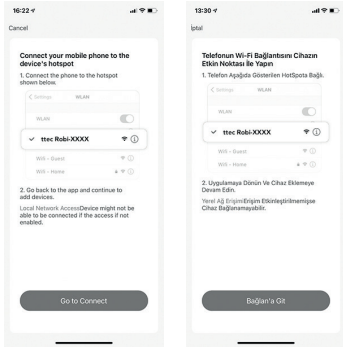 16:22
Cancel
Connect your mobile phone to the
device's hotspot
1. Connect the phone to the hotspot
shown below.
Settings WLAN
WLAN
ttec Robi-XXXX
WIS - Guest
WIS - Home
2. Go back to the app and continue to
add devices.
Local Network AccessDevice might not be
able to be connected if the access if not
enabled.
Go to Connect
13:30
İptal
Telefonun Wi-Fi Bağlantısını Cihazın
Etkin Noktası İle Yapın
1. Telefon Aşağıda Gösterilen HotSpota Bağlı.
Settings WLAN
WLAN
ttec Robi-XXXX
WIS - Guest
WIS - Home
2. Uygulamaya Dönün Ve Cihaz Eklemeye
Devam Edin.
Yerel Ağ ErişimiErişim Etkinleştirilmemişse
Cihaz Bağlanamayabilir.
Bağlan'a Git